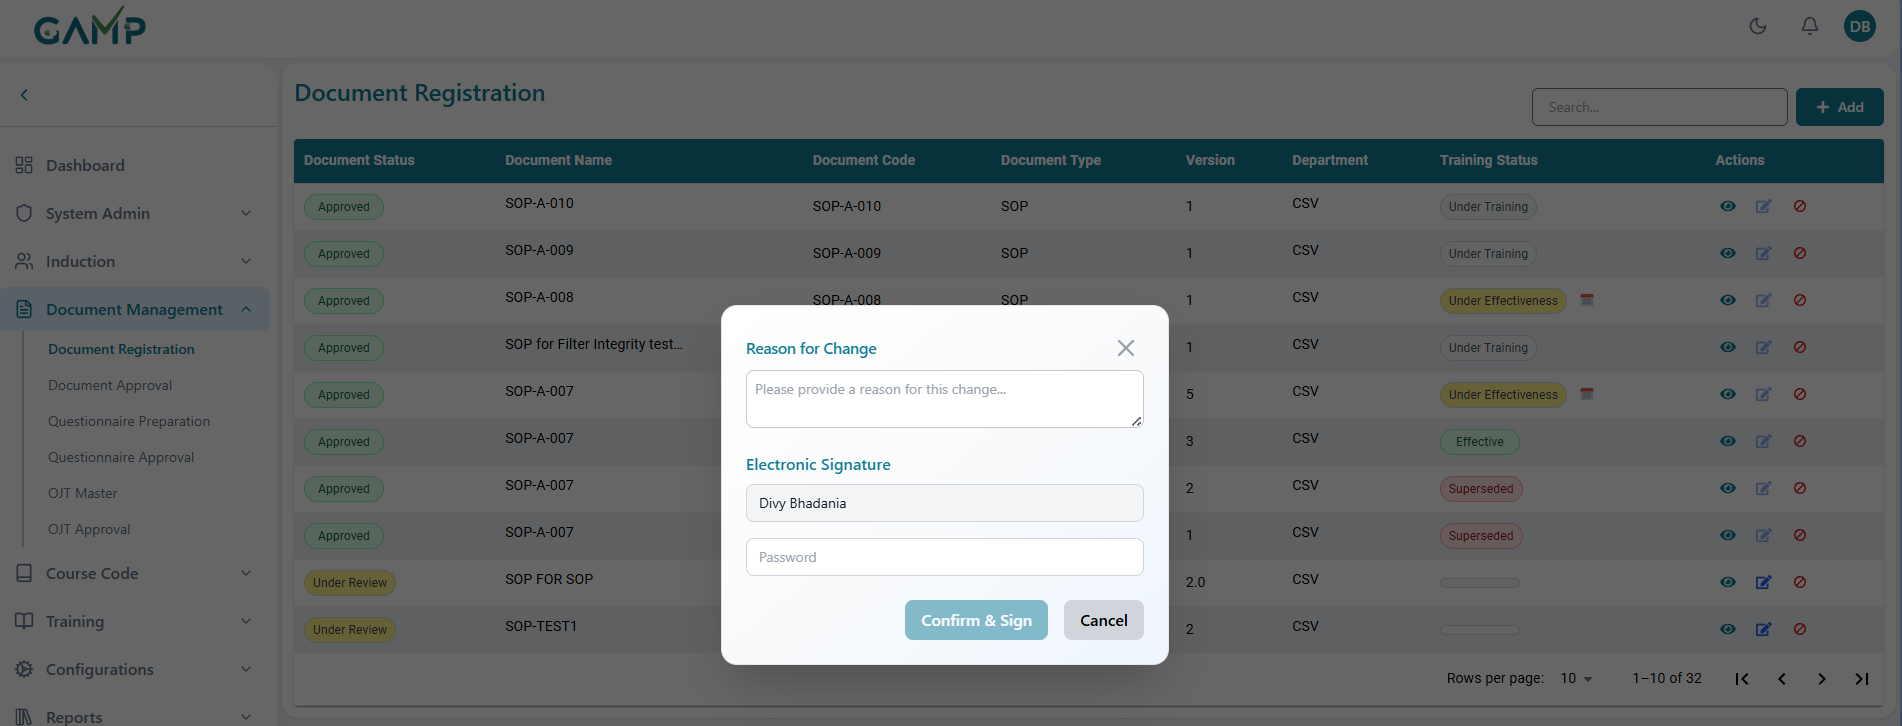 GAMP
DB
Document Registration
Search...
Add
Dashboard
System Admin
Induction
Document Management
Document Registration
Document Approval
Questionnaire Preparation
Questionnaire Approval
OJT Master
OJT Approval
Course Code
Training
Configurations
Reports
Document Status Document Name Document Code Document Type Version Department Training Status Actions
Approved SOP-A-010 SOP-A-010 SOP 1 CSV Under Training
Approved SOP-A-009 SOP-A-009 SOP 1 CSV Under Training
Approved SOP-A-008 SOP-A-008 SOP 1 CSV Under Effectiveness
Approved SOP for Filter Integrity test... 1 CSV Under Training
Approved SOP-A-007 5 CSV Under Effectiveness
Approved SOP-A-007 3 CSV Effective
Approved SOP-A-007 2 CSV Superseded
Approved SOP-A-007 1 CSV Superseded
Under Review SOP FOR SOP 2.0 CSV
Under Review SOP-TEST1 2 CSV
Rows per page: 10 1–10 of 32
Reason for Change
Please provide a reason for this change...
Electronic Signature
Divy Bhadania
Password
Confirm & Sign Cancel